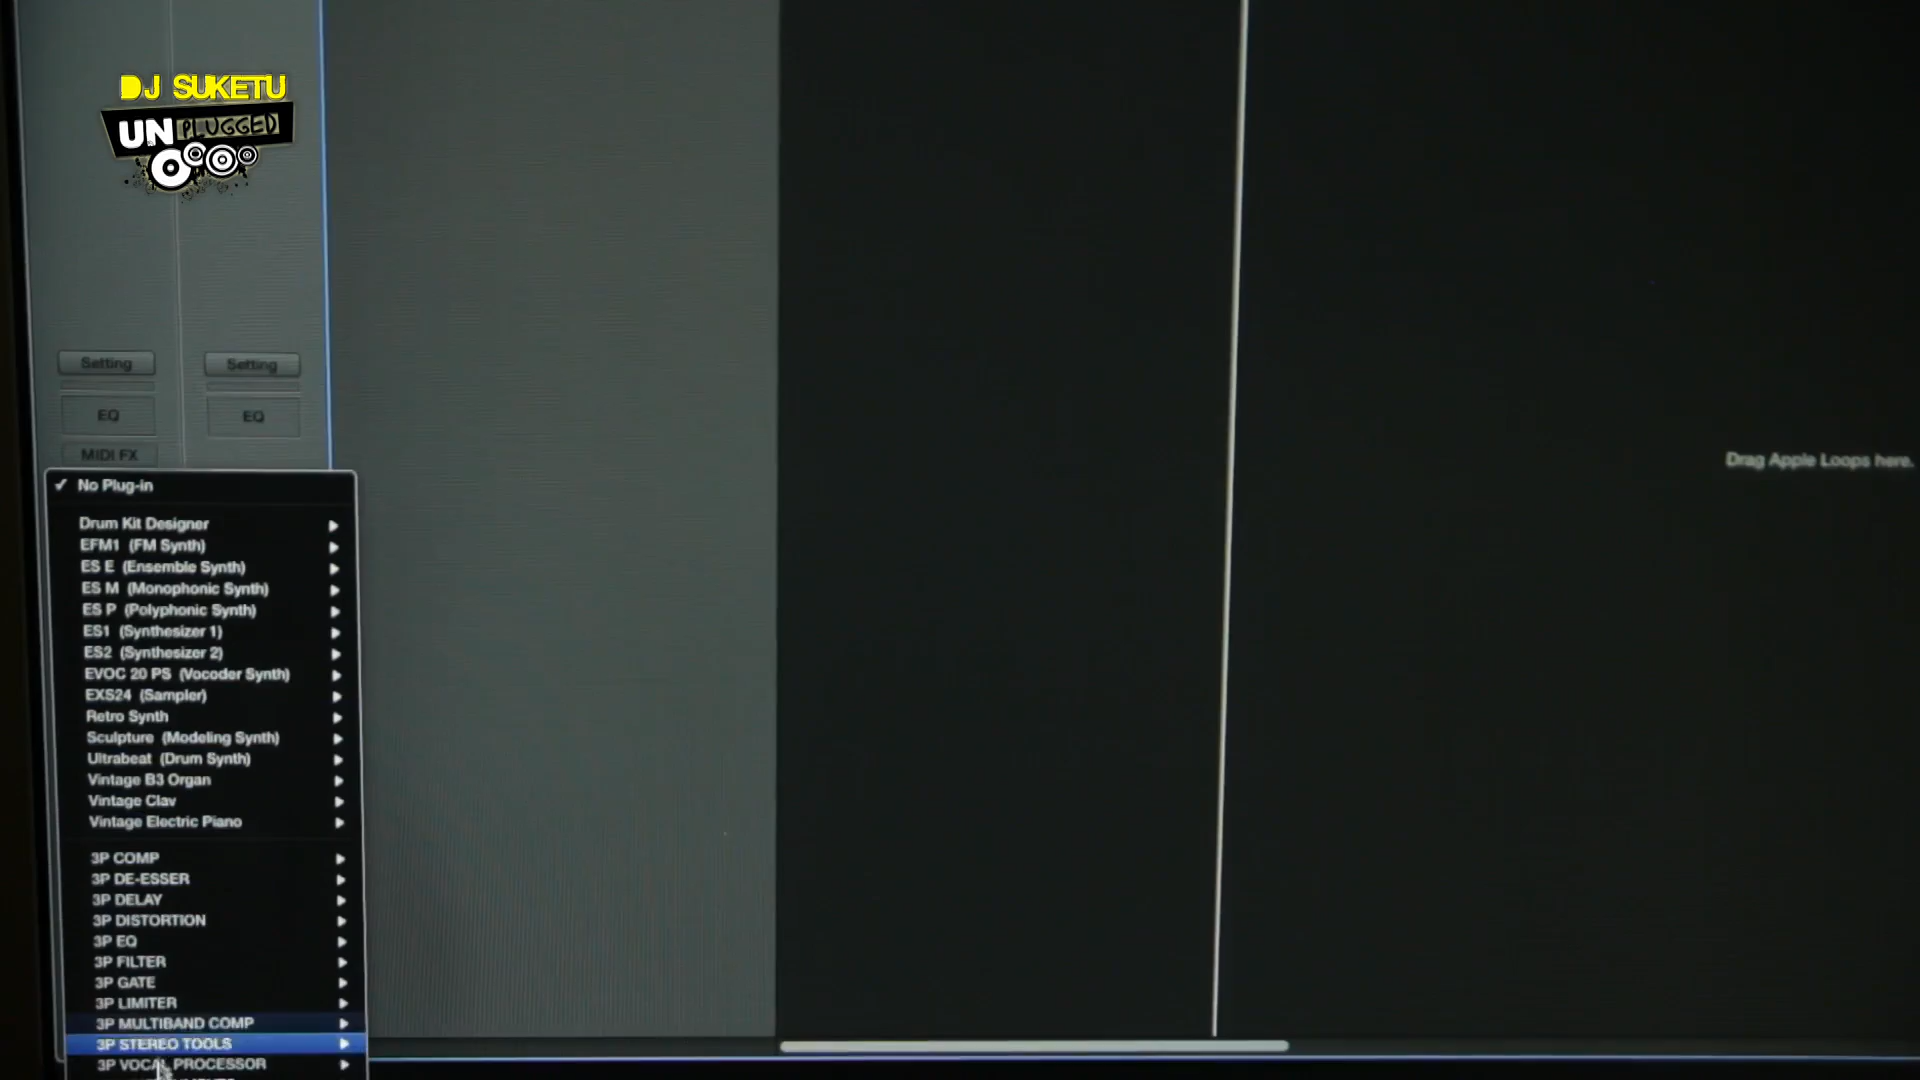 DJ SUKETU
UNPLUGGED
Setting
Setting
EQ
EQ
MIDI FX
Drag Apple Loops here.
✓ No Plug-in
Drum Kit Designer
EFM1 (FM Synth)
ES E (Ensemble Synth)
ES M (Monophonic Synth)
ES P (Polyphonic Synth)
ES1 (Synthesizer 1)
ES2 (Synthesizer 2)
EVOC 20 PS (Vocoder Synth)
EXS24 (Sampler)
Retro Synth
Sculpture (Modeling Synth)
Ultrabeat (Drum Synth)
Vintage B3 Organ
Vintage Clav
Vintage Electric Piano
3P COMP
3P DE-ESSER
3P DELAY
3P DISTORTION
3P EQ
3P FILTER
3P GATE
3P LIMITER
3P MULTIBAND COMP
3P STEREO TOOLS
3P VOCAL PROCESSOR